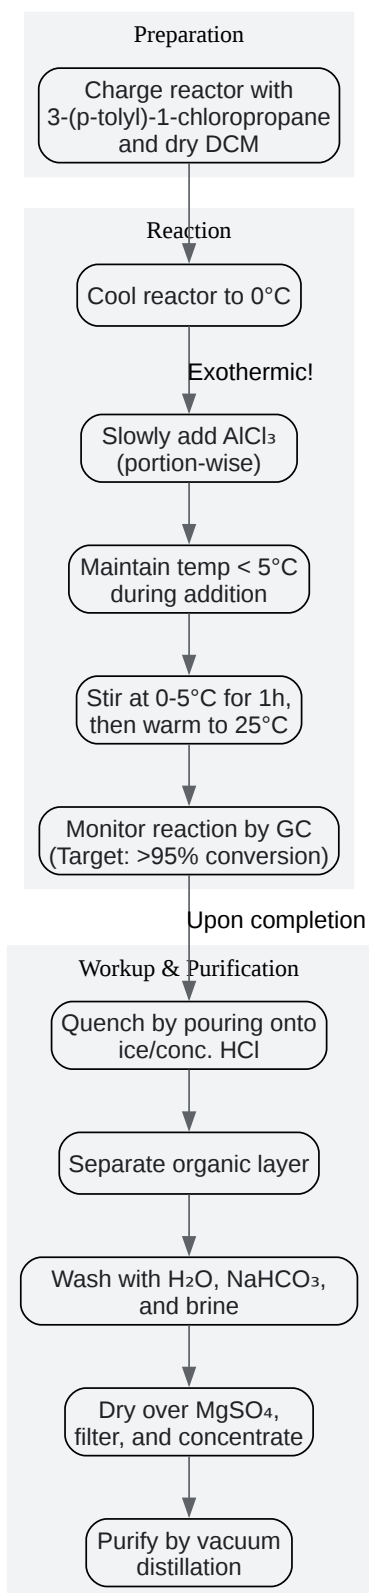 Preparation
Charge reactor with
3-(p-tolyl)-1-chloropropane
and dry DCM
Reaction
Cool reactor to 0°C
Exothermic!
Slowly add AlCl₃
(portion-wise)
Maintain temp < 5°C
during addition
Stir at 0-5°C for 1h,
then warm to 25°C
Monitor reaction by GC
(Target: >95% conversion)
Upon completion
Workup & Purification
Quench by pouring onto
ice/conc. HCl
Separate organic layer
Wash with H₂O, NaHCO₃,
and brine
Dry over MgSO₄,
filter, and concentrate
Purify by vacuum
distillation